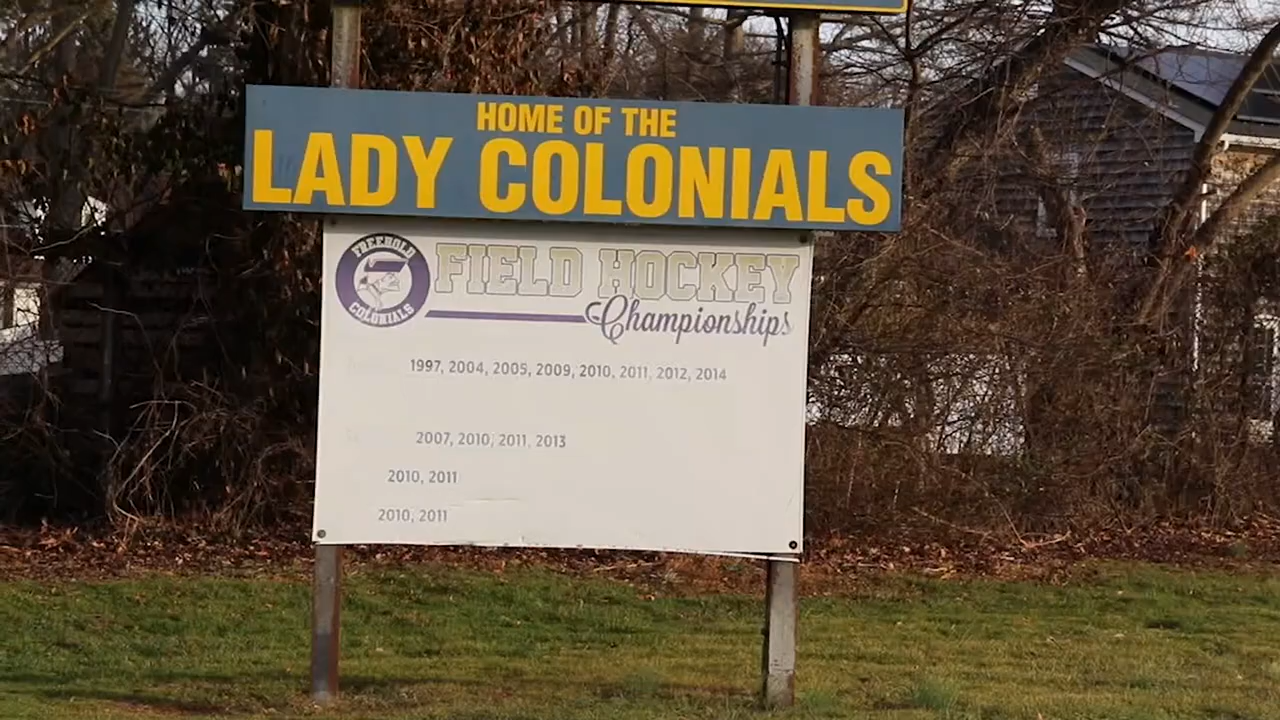 HOME OF THE
LADY COLONIALS
FREEHOLD
COLONIALS
FIELD HOCKEY
Championships
1997, 2004, 2005, 2009, 2010, 2011, 2012, 2014
2007, 2010, 2011, 2013
2010, 2011
2010, 2011